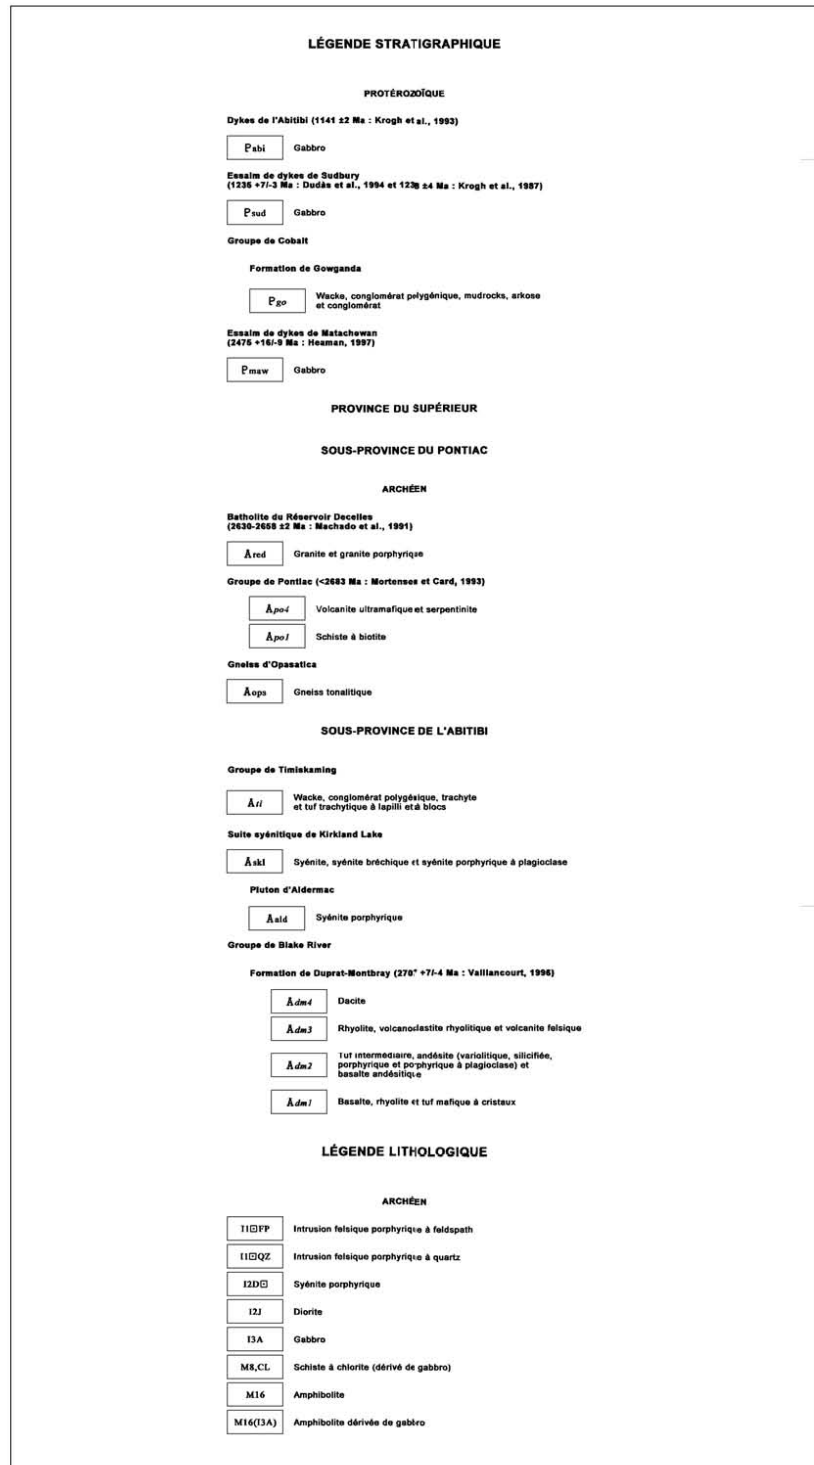 LÉGENDE STRATIGRAPHIQUE
PROTÉROZOÏQUE
Dykes de l'Abitibi (1141 ±2 Ma : Krogh et al., 1993)
Pabi Gabbro
Essaim de dykes de Sudbury
(1235 +7/-3 Ma : Dudàs et al., 1994 et 1238 ±4 Ma : Krogh et al., 1987)
Psud Gabbro
Groupe de Cobalt
Formation de Gowganda
Pgo Wacke, conglomérat polygénique, mudrocks, arkose
et conglomérat
Essaim de dykes de Matachewan
(2475 +16/-9 Ma : Heaman, 1997)
Pmaw Gabbro
PROVINCE DU SUPÉRIEUR
SOUS-PROVINCE DU PONTIAC
ARCHÉEN
Batholite du Réservoir Decelles
(2630-2658 ±2 Ma : Machado et al., 1991)
Ared Granite et granite porphyrique
Groupe de Pontiac (<2683 Ma : Mortenses et Card, 1993)
Apo4 Volcanite ultramafique et serpentinite
Apo1 Schiste à biotite
Gneiss d'Opasatica
Aops Gneiss tonalitique
SOUS-PROVINCE DE L'ABITIBI
Groupe de Timiskaming
Ati Wacke, conglomérat polygénique, trachyte
et tuf trachytique à lapilli et à blocs
Suite syénitique de Kirkland Lake
Askl Syénite, syénite bréchique et syénite porphyrique à plagioclase
Pluton d'Aldermac
Aald Syénite porphyrique
Groupe de Blake River
Formation de Duprat-Montbray ( +7/-4 Ma : Vaillancourt, 1996)
Adm4 Dacite
Adm3 Rhyolite, volcanoclastite rhyolitique et volcanite felsique
Adm2 Tuf intermédiaire, andésite (variolitique, silicifiée,
porphyrique et porphyrique à plagioclase) et
basalte andésitique
Adm1 Basalte, rhyolite et tuf mafique à cristaux
LÉGENDE LITHOLOGIQUE
ARCHÉEN
I1⊡FP Intrusion felsique porphyrique à feldspath
I1⊡QZ Intrusion felsique porphyrique à quartz
I2D⊡ Syénite porphyrique
I2J Diorite
I3A Gabbro
M8,CL Schiste à chlorite (dérivé de gabbro)
M16 Amphibolite
M16(I3A) Amphibolite dérivée de gabbro